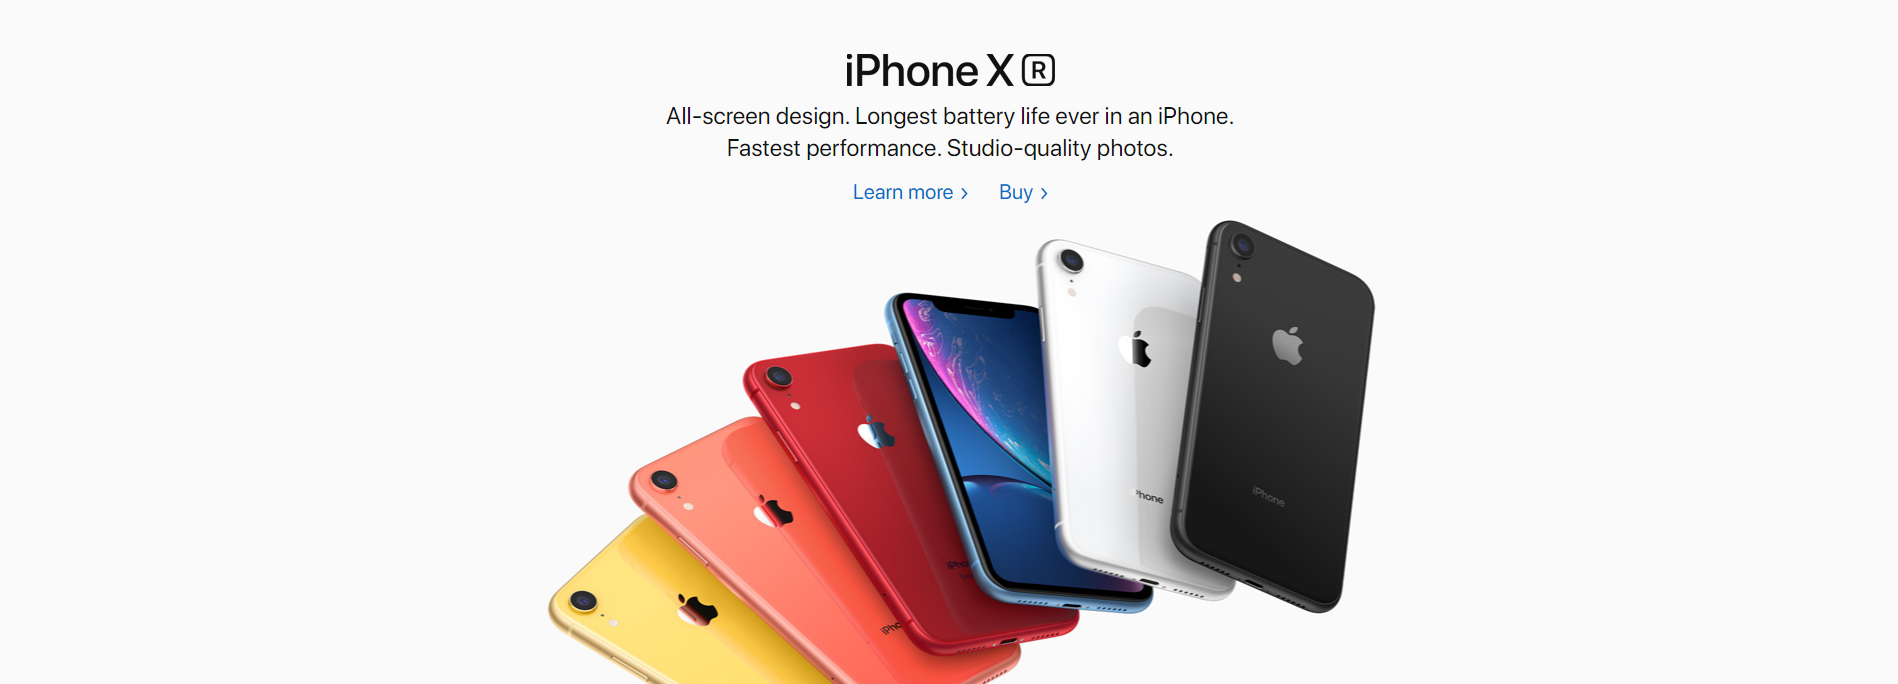 iPhone XR
All-screen design. Longest battery life ever in an iPhone.
Fastest performance. Studio-quality photos.
Learn more >
Buy >
iPhone
iPhone